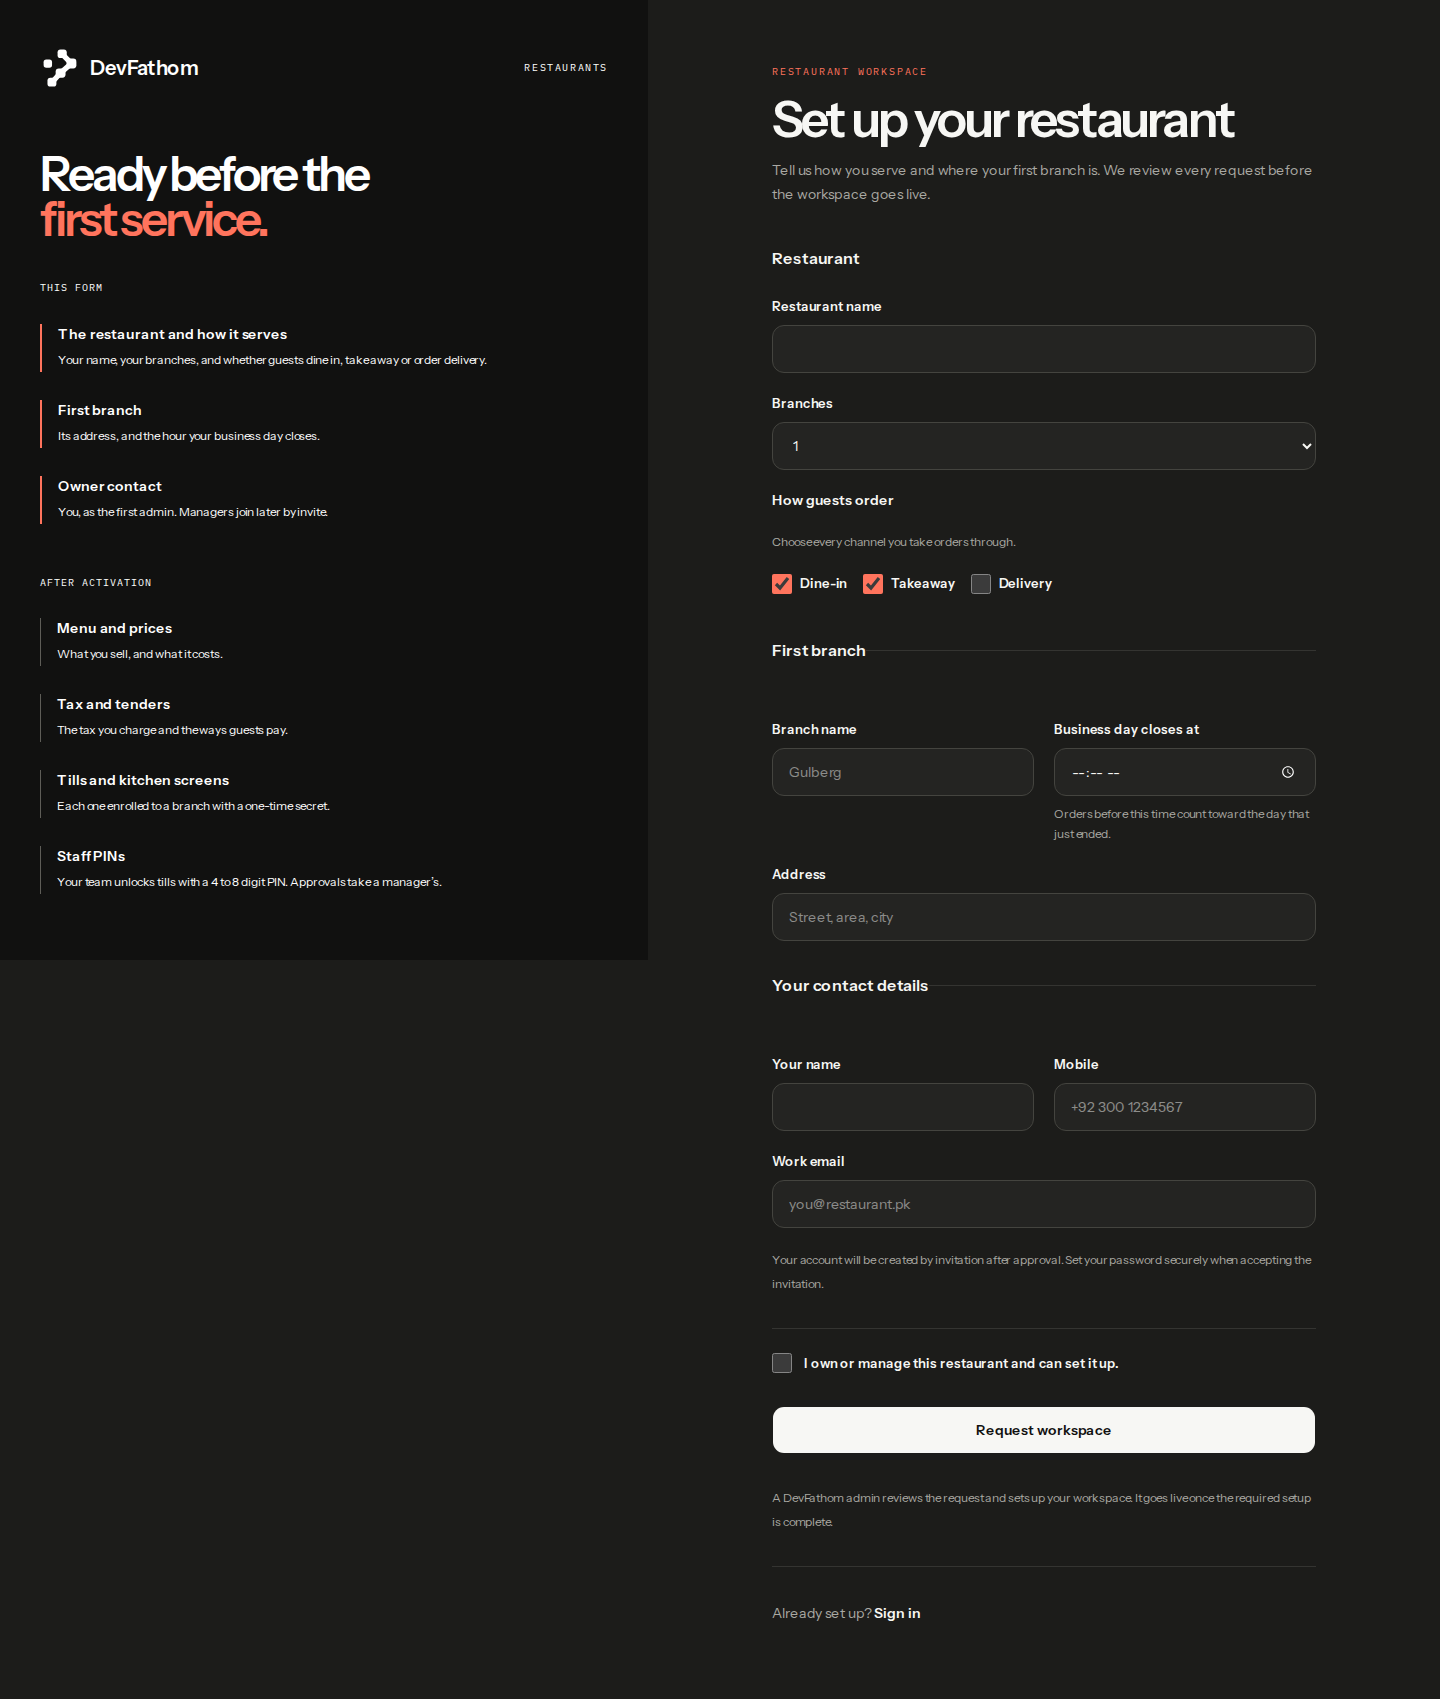 DevFathom
RESTAURANTS
Ready before the
first service.
THIS FORM
The restaurant and how it serves
Your name, your branches, and whether guests dine in, take away or order delivery.
First branch
Its address, and the hour your business day closes.
Owner contact
You, as the first admin. Managers join later by invite.
AFTER ACTIVATION
Menu and prices
What you sell, and what it costs.
Tax and tenders
The tax you charge and the ways guests pay.
Tills and kitchen screens
Each one enrolled to a branch with a one-time secret.
Staff PINs
Your team unlocks tills with a 4 to 8 digit PIN. Approvals take a manager's.
RESTAURANT WORKSPACE
Set up your restaurant
Tell us how you serve and where your first branch is. We review every request before
the workspace goes live.
Restaurant
Restaurant name
Branches
1
How guests order
Choose every channel you take orders through.
Dine-in Takeaway Delivery
First branch
Branch name Business day closes at
Gulberg --:-- --
Orders before this time count toward the day that
just ended.
Address
Street, area, city
Your contact details
Your name Mobile
+92 300 1234567
Work email
you@restaurant.pk
Your account will be created by invitation after approval. Set your password securely when accepting the
invitation.
I own or manage this restaurant and can set it up.
Request workspace
A DevFathom admin reviews the request and sets up your workspace. It goes live once the required setup
is complete.
Already set up? Sign in